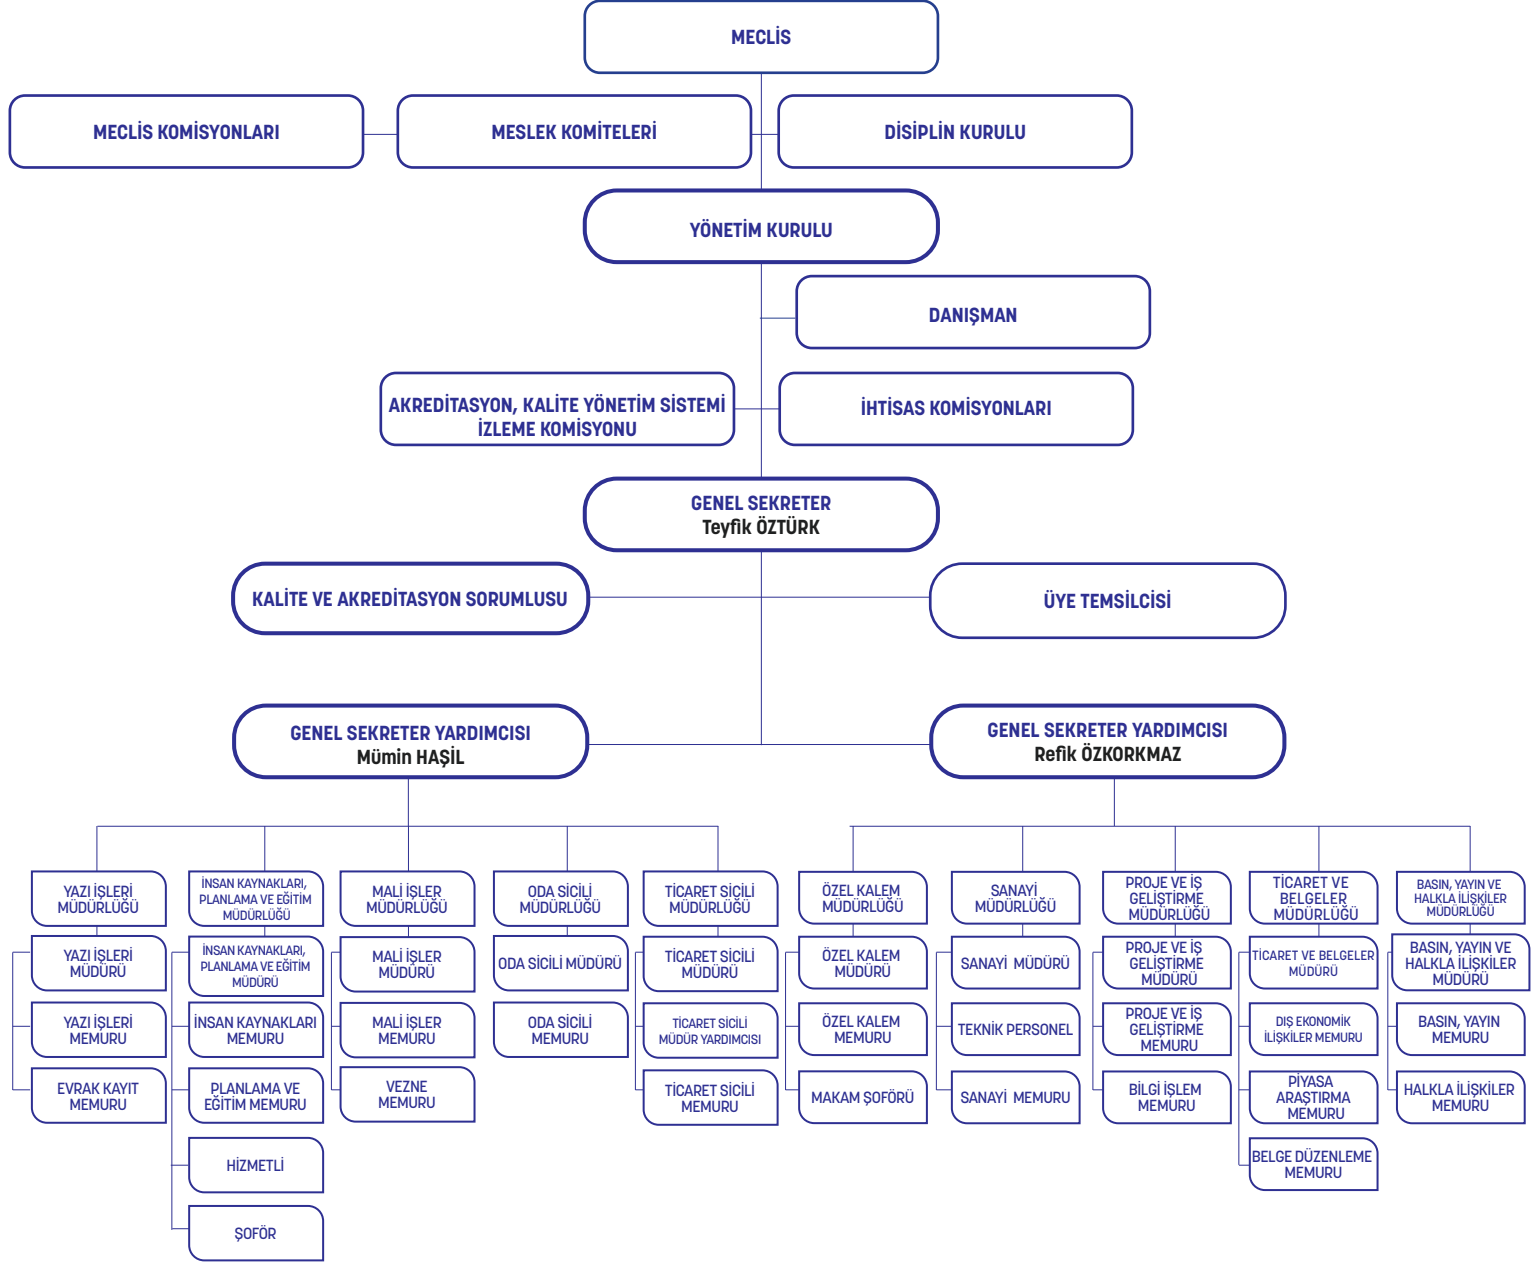 MECLİS
MECLİS KOMİSYONLARI
MESLEK KOMİTELERİ
DİSİPLİN KURULU
YÖNETİM KURULU
DANIŞMAN
AKREDİTASYON, KALİTE YÖNETİM SİSTEMİ
İZLEME KOMİSYONU
İHTİSAS KOMİSYONLARI
GENEL SEKRETER
Teyfik ÖZTÜRK
KALİTE VE AKREDİTASYON SORUMLUSU
ÜYE TEMSİLCİSİ
GENEL SEKRETER YARDIMCISI
Mümin HAŞİL
GENEL SEKRETER YARDIMCISI
Refik ÖZKORKMAZ
YAZI İŞLERİ
MÜDÜRLÜĞÜ
İNSAN KAYNAKLARI,
PLANLAMA VE EĞİTİM
MÜDÜRLÜĞÜ
MALİ İŞLER
MÜDÜRLÜĞÜ
ODA SİCİLİ
MÜDÜRLÜĞÜ
TİCARET SİCİLİ
MÜDÜRLÜĞÜ
ÖZEL KALEM
MÜDÜRLÜĞÜ
SANAYİ
MÜDÜRLÜĞÜ
PROJE VE İŞ
GELİŞTİRME
MÜDÜRLÜĞÜ
TİCARET VE
BELGELER
MÜDÜRLÜĞÜ
BASIN, YAYIN VE
HALKLA İLİŞKİLER
MÜDÜRLÜĞÜ
YAZI İŞLERİ
MÜDÜRÜ
İNSAN KAYNAKLARI,
PLANLAMA VE EĞİTİM
MÜDÜRÜ
MALİ İŞLER
MÜDÜRÜ
ODA SİCİLİ MÜDÜRÜ
TİCARET SİCİLİ
MÜDÜRÜ
ÖZEL KALEM
MÜDÜRÜ
SANAYİ MÜDÜRÜ
PROJE VE İŞ
GELİŞTİRME
MÜDÜRÜ
TİCARET VE BELGELER
MÜDÜRÜ
BASIN, YAYIN VE
HALKLA İLİŞKİLER
MÜDÜRÜ
YAZI İŞLERİ
MEMURU
İNSAN KAYNAKLARI
MEMURU
MALİ İŞLER
MEMURU
ODA SİCİLİ
MEMURU
TİCARET SİCİLİ
MÜDÜR YARDIMCISI
ÖZEL KALEM
MEMURU
TEKNİK PERSONEL
PROJE VE İŞ
GELİŞTİRME
MEMURU
DIŞ EKONOMİK
İLİŞKİLER MEMURU
BASIN, YAYIN
MEMURU
EVRAK KAYIT
MEMURU
PLANLAMA VE
EĞİTİM MEMURU
VEZNE
MEMURU
TİCARET SİCİLİ
MEMURU
MAKAM ŞOFÖRÜ
SANAYİ MEMURU
BİLGİ İŞLEM
MEMURU
PİYASA
ARAŞTIRMA
MEMURU
HALKLA İLİŞKİLER
MEMURU
HİZMETLİ
BELGE DÜZENLEME
MEMURU
ŞOFÖR